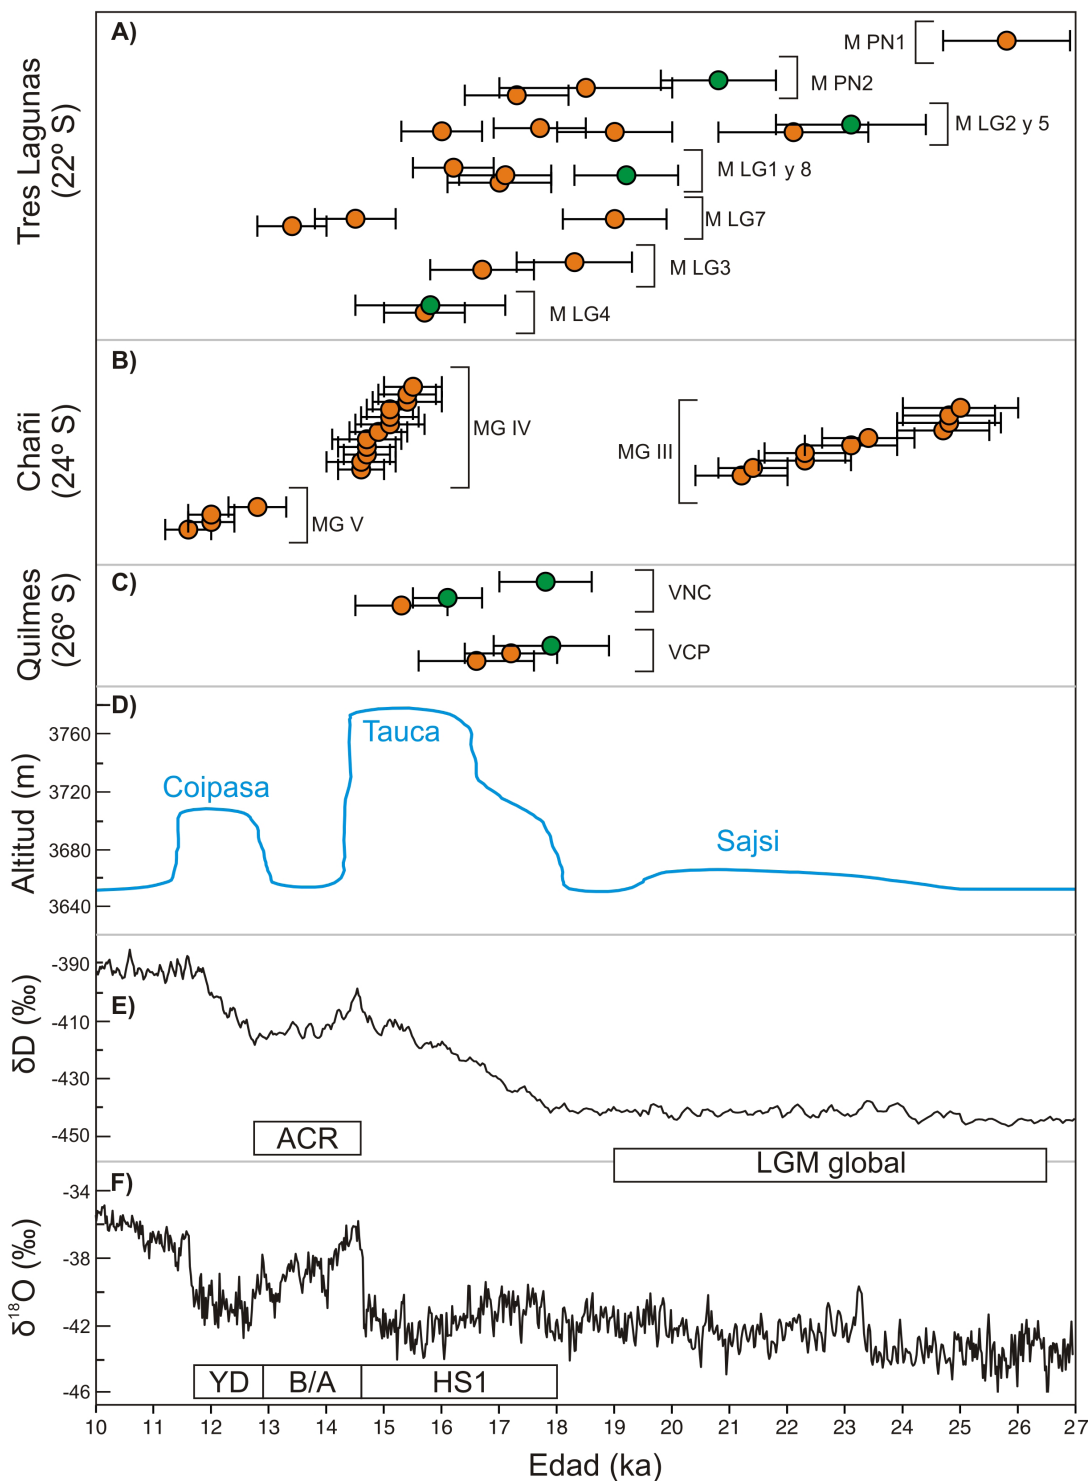 A)
Tres Lagunas
(22º S)
M PN1
M PN2
M LG2 y 5
M LG1 y 8
M LG7
M LG3
M LG4
B)
Chañi
(24º S)
MG IV
MG III
MG V
C)
Quilmes
(26º S)
VNC
VCP
D)
Altitud (m)
3760
3720
3680
3640
Coipasa
Tauca
Sajsi
E)
δD (‰)
-390
-410
-430
-450
ACR
LGM global
F)
δ¹⁸O (‰)
-34
-38
-42
-46
YD
B/A
HS1
10 11 12 13 14 15 16 17 18 19 20 21 22 23 24 25 26 27
Edad (ka)